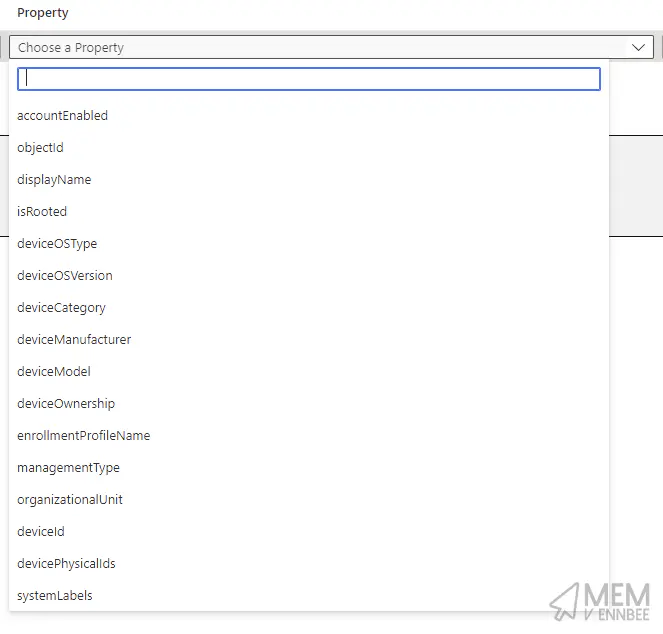 Property
Choose a Property
accountEnabled
objectId
displayName
isRooted
deviceOSType
deviceOSVersion
deviceCategory
deviceManufacturer
deviceModel
deviceOwnership
enrollmentProfileName
managementType
organizationalUnit
deviceId
devicePhysicalIds
systemLabels
MEM
V ENNBEE